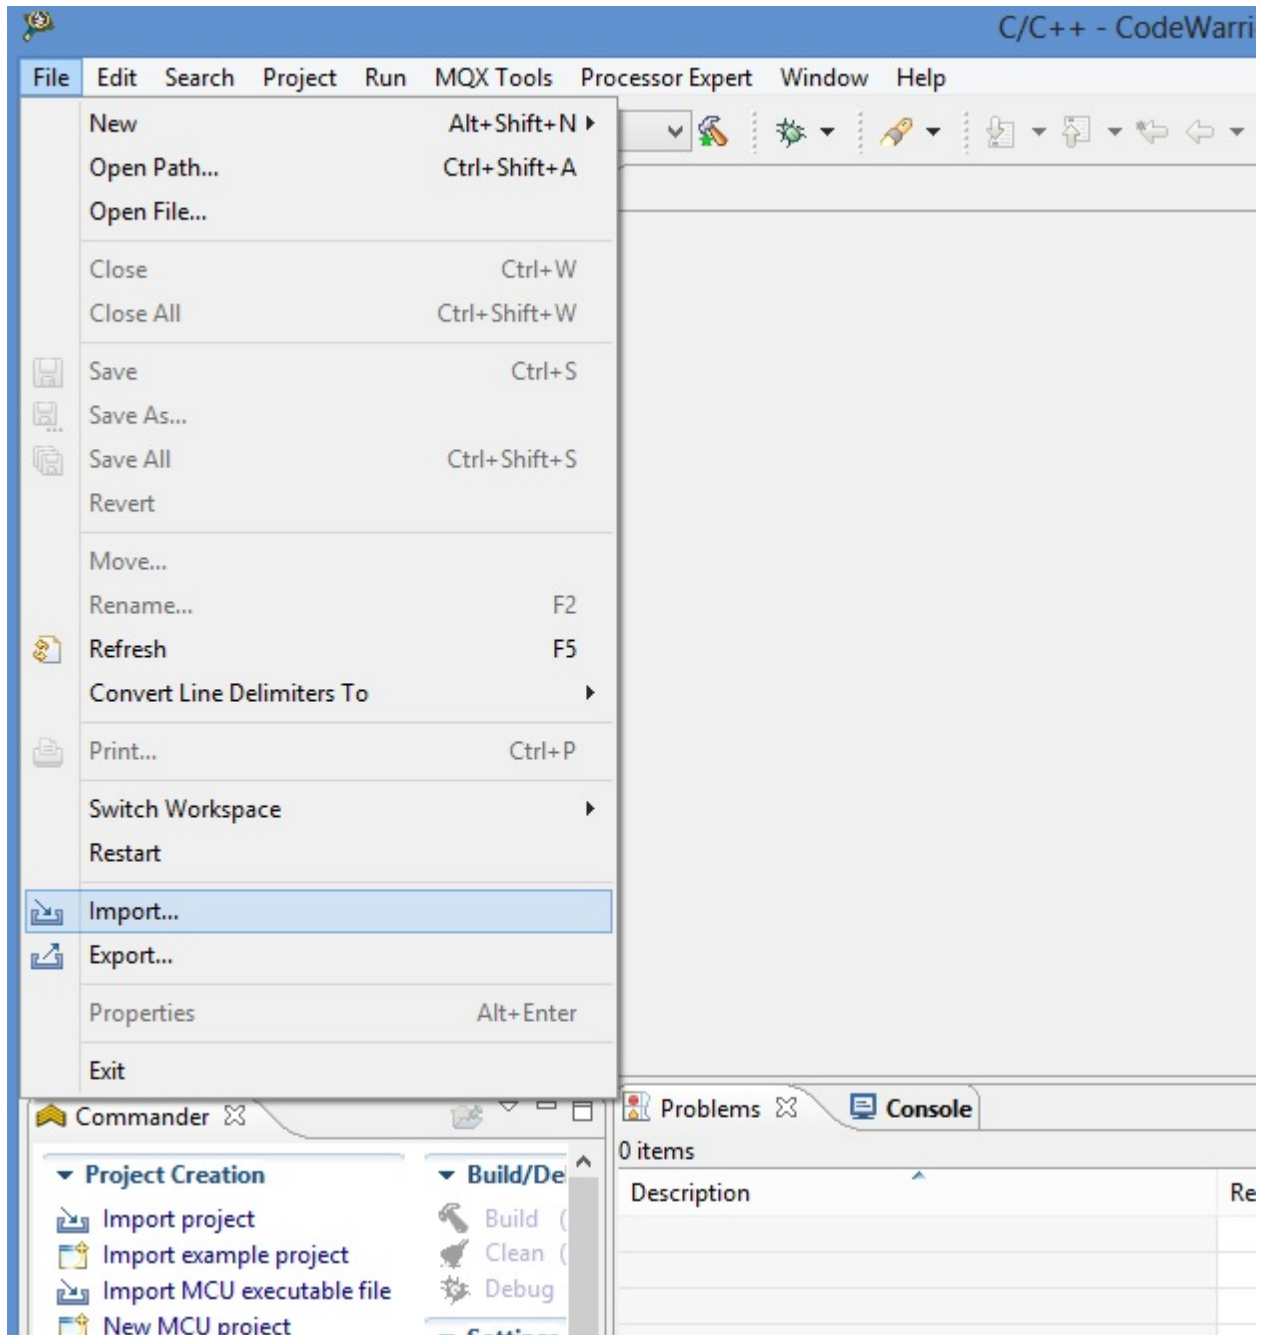 C/C++ - CodeWarri
File Edit Search Project Run MQX Tools Processor Expert Window Help
New Alt+Shift+N
Open Path... Ctrl+Shift+A
Open File...
Close Ctrl+W
Close All Ctrl+Shift+W
Save Ctrl+S
Save As...
Save All Ctrl+Shift+S
Revert
Move...
Rename... F2
Refresh F5
Convert Line Delimiters To
Print... Ctrl+P
Switch Workspace
Restart
Import...
Export...
Properties Alt+Enter
Exit
Commander
Project Creation
Import project
Import example project
Import MCU executable file
New MCU project
Build/De
Build (
Clean (
Debug
Problems Console
0 items
Description Re